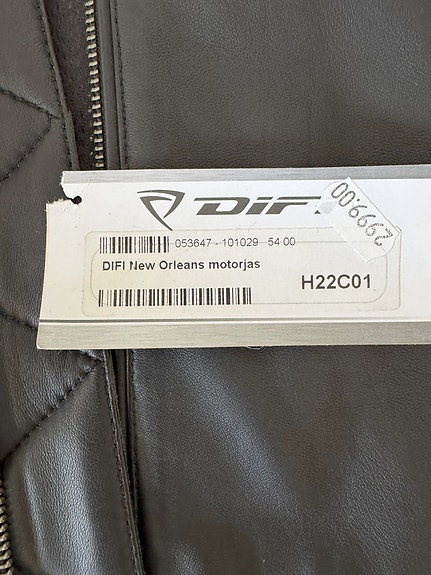 DIFI
2999.00
053647 - 101029 54 00
DIFI New Orleans motorjas
H22C01